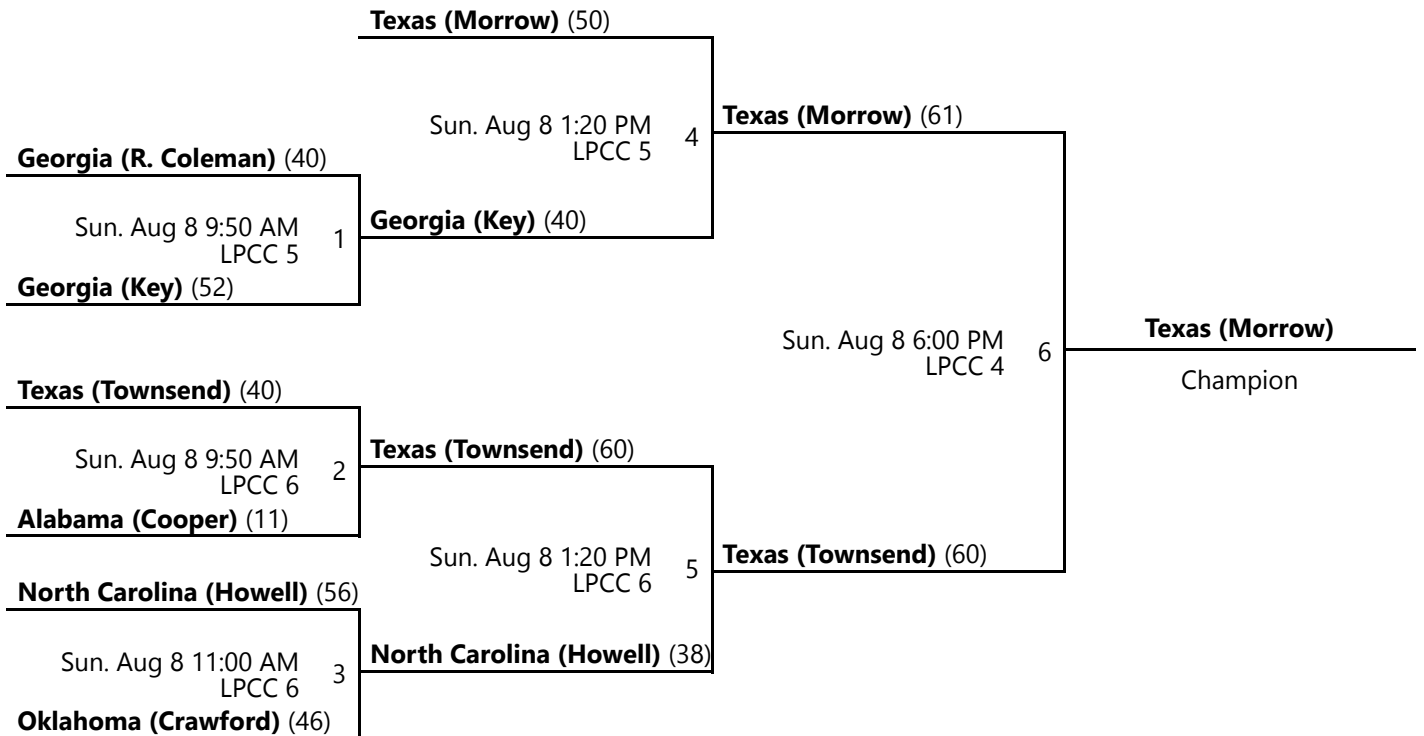 Texas (Morrow) (50)
Sun. Aug 8 1:20 PM
LPCC 5
4
Texas (Morrow) (61)
Georgia (R. Coleman) (40)
Sun. Aug 8 9:50 AM
LPCC 5
1
Georgia (Key) (40)
Georgia (Key) (52)
Sun. Aug 8 6:00 PM
LPCC 4
6
Texas (Morrow)
Champion
Texas (Townsend) (40)
Sun. Aug 8 9:50 AM
LPCC 6
2
Texas (Townsend) (60)
Alabama (Cooper) (11)
Sun. Aug 8 1:20 PM
LPCC 6
5
Texas (Townsend) (60)
North Carolina (Howell) (56)
Sun. Aug 8 11:00 AM
LPCC 6
3
North Carolina (Howell) (38)
Oklahoma (Crawford) (46)